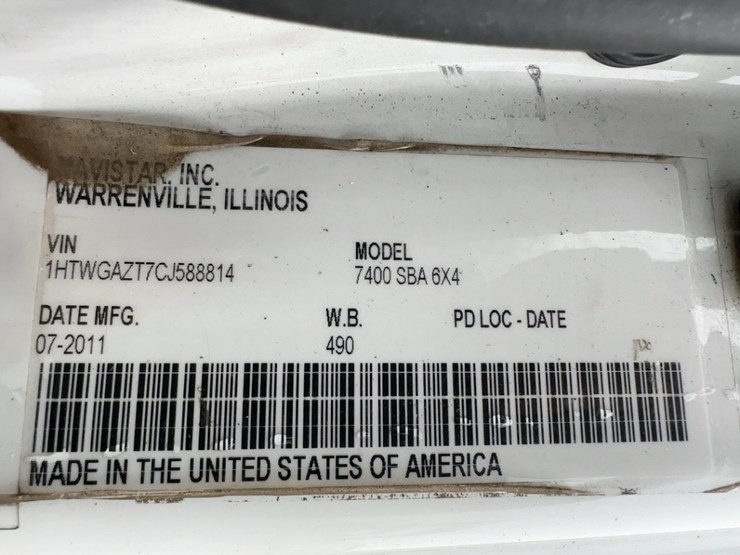 NAVISTAR, INC.
WARRENVILLE, ILLINOIS
VIN
1HTWGAZT7CJ588814
MODEL
7400 SBA 6X4
DATE MFG.
07-2011
W.B.
490
PD LOC - DATE
MADE IN THE UNITED STATES OF AMERICA